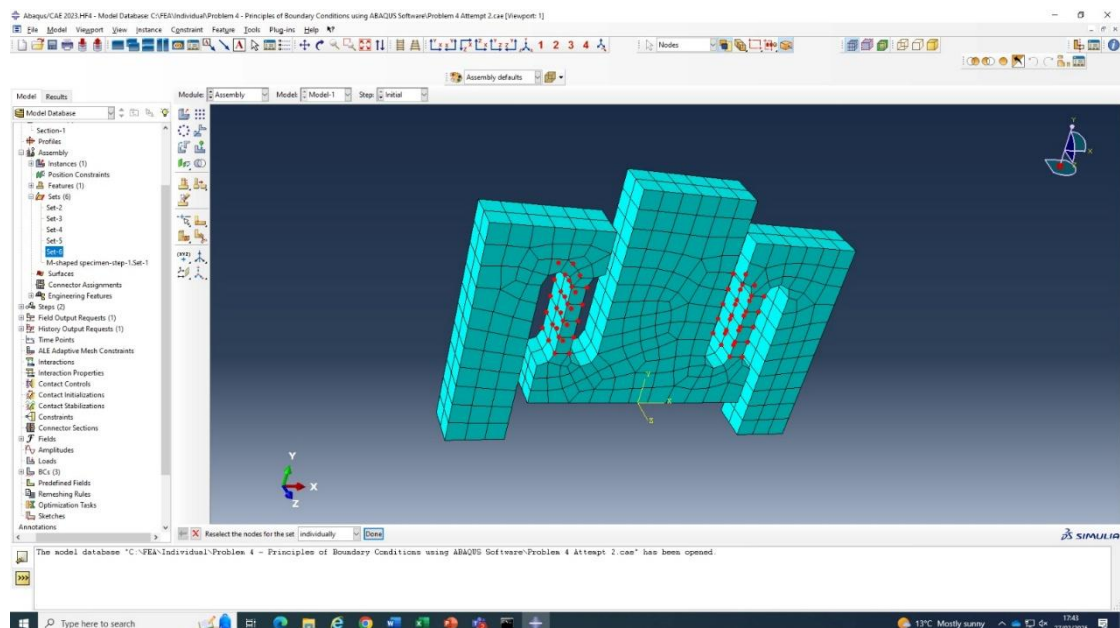 Abaqus/CAE 2023.HF4 - Model Database: C:\FEA\Individual\Problem 4 - Principles of Boundary Conditions using ABAQUS Software\Problem 4 Attempt 2.cae [Viewport: 1]
File Model Viewport View Instance Constraint Feature Tools Plug-ins Help
1 2 3 4
Nodes
Assembly defaults
Model Results
Module: Assembly Model: Model-1 Step: Initial
Model Database
Section-1
Profiles
Assembly
Instances (1)
Position Constraints
Features (1)
Sets (6)
Set-2
Set-3
Set-4
Set-5
Set-6
M-shaped specimen-step-1.Set-1
Surfaces
Connector Assignments
Engineering Features
Steps (2)
Field Output Requests (1)
History Output Requests (1)
Time Points
ALE Adaptive Mesh Constraints
Interactions
Interaction Properties
Contact Controls
Contact Initializations
Contact Stabilizations
Constraints
Connector Sections
Fields
Amplitudes
Loads
BCs (3)
Predefined Fields
Remeshing Rules
Optimization Tasks
Sketches
Annotations
Y
X
Z
Y
X
Z
Y
X
Reselect the nodes for the set individually Done
SIMULIA
The model database "C:\FEA\Individual\Problem 4 - Principles of Boundary Conditions using ABAQUS Software\Problem 4 Attempt 2.cae" has been opened.
Type here to search
13°C Mostly sunny
17:43